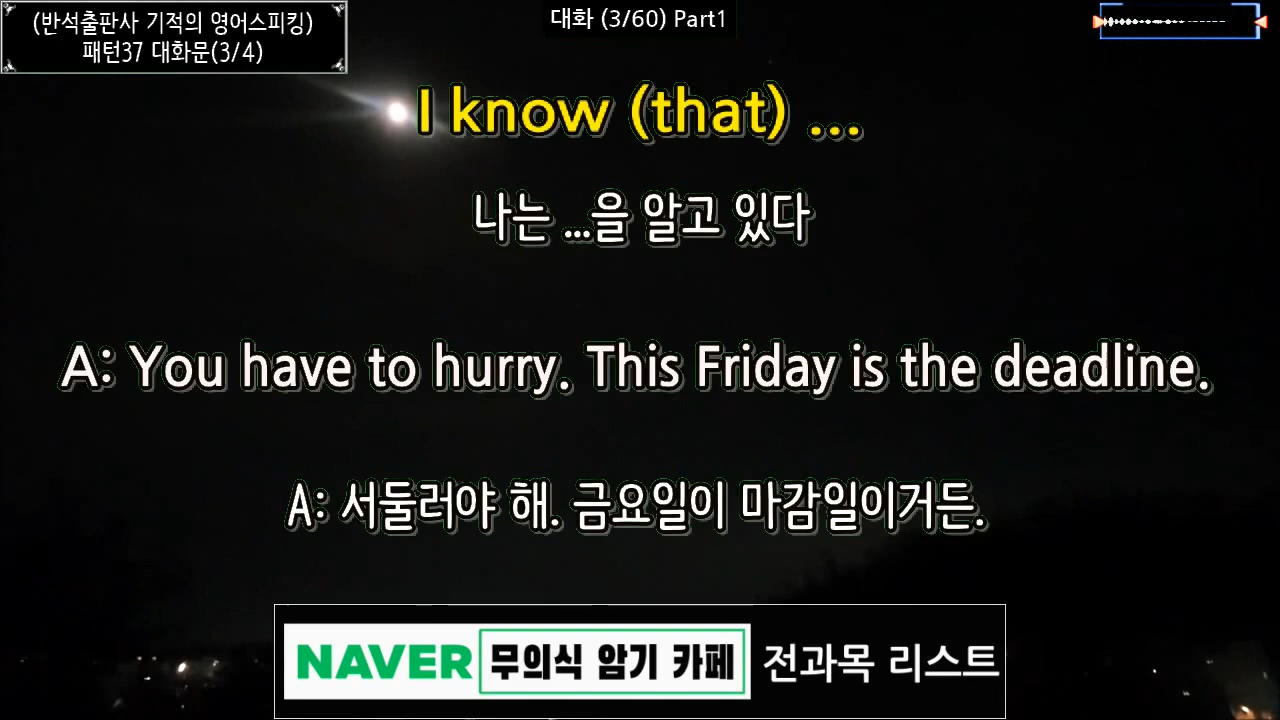 (반석출판사 기적의 영어스피킹)
패턴37 대화문(3/4)
대화 (3/60) Part1
I know (that) ...
나는 ...을 알고 있다
A: You have to hurry. This Friday is the deadline.
A: 서둘러야 해. 금요일이 마감일이거든.
NAVER 무의식 암기 카페 전과목 리스트